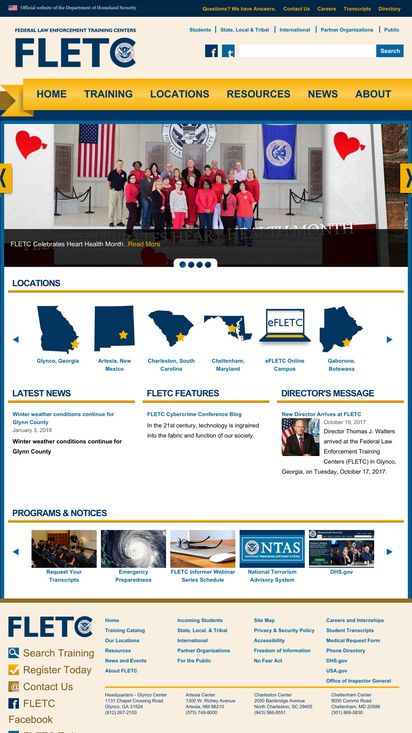 Official website of the Department of Homeland Security
Questions? We have Answers. Contact Us Careers Transcripts Directory
FEDERAL LAW ENFORCEMENT TRAINING CENTERS
FLETC
Students State, Local & Tribal International Partner Organizations Public
Search
HOME TRAINING LOCATIONS RESOURCES NEWS ABOUT
FLETC Celebrates Heart Health Month ..Read More
LOCATIONS
eFLETC
Glynco, Georgia
Artesia, New
Mexico
Charleston, South
Carolina
Cheltenham,
Maryland
eFLETC Online
Campus
Gaborone,
Botswana
LATEST NEWS
Winter weather conditions continue for
Glynn County
January 3, 2018
Winter weather conditions continue for
Glynn County
FLETC FEATURES
FLETC Cybercrime Conference Blog
In the 21st century, technology is ingrained
into the fabric and function of our society.
DIRECTOR'S MESSAGE
New Director Arrives at FLETC
October 19, 2017
Director Thomas J. Walters
arrived at the Federal Law
Enforcement Training
Centers (FLETC) in Glynco,
Georgia, on Tuesday, October 17, 2017.
PROGRAMS & NOTICES
NTAS
Request Your
Transcripts
Emergency
Preparedness
FLETC Informer Webinar
Series Schedule
National Terrorism
Advisory System
DHS.gov
FLETC
Search Training
Register Today
Contact Us
FLETC
Facebook
Home
Training Catalog
Our Locations
Resources
News and Events
About FLETC
Incoming Students
State, Local, & Tribal
International
Partner Organizations
For the Public
Site Map
Privacy & Security Policy
Accessibility
Freedom of Information
No Fear Act
Careers and Internships
Student Transcripts
Medical Request Form
Phone Directory
DHS.gov
USA.gov
Office of Inspector General
Headquarters - Glynco Center
1131 Chapel Crossing Road
Glynco, GA 31524
(912) 267-2100
Artesia Center
1300 W. Richey Avenue
Artesia, NM 88210
(575) 748-8000
Charleston Center
2000 Bainbridge Avenue
North Charleston, SC 29405
(843) 566-8551
Cheltenham Center
9000 Commo Road
Cheltenham, MD 20588
(301) 868-5830